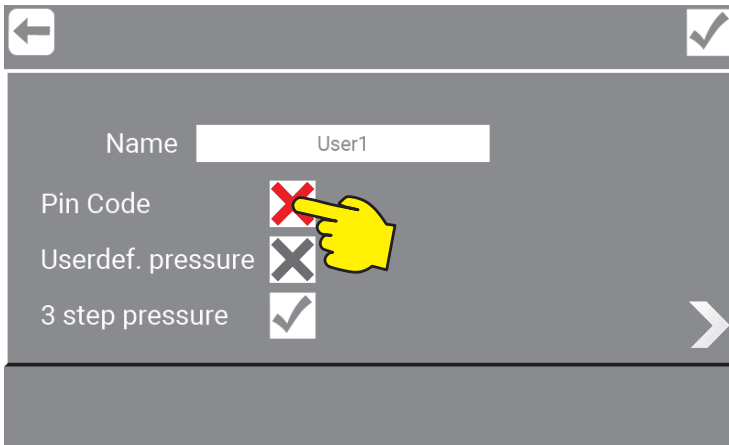 Name User1
Pin Code
Userdef. pressure
3 step pressure